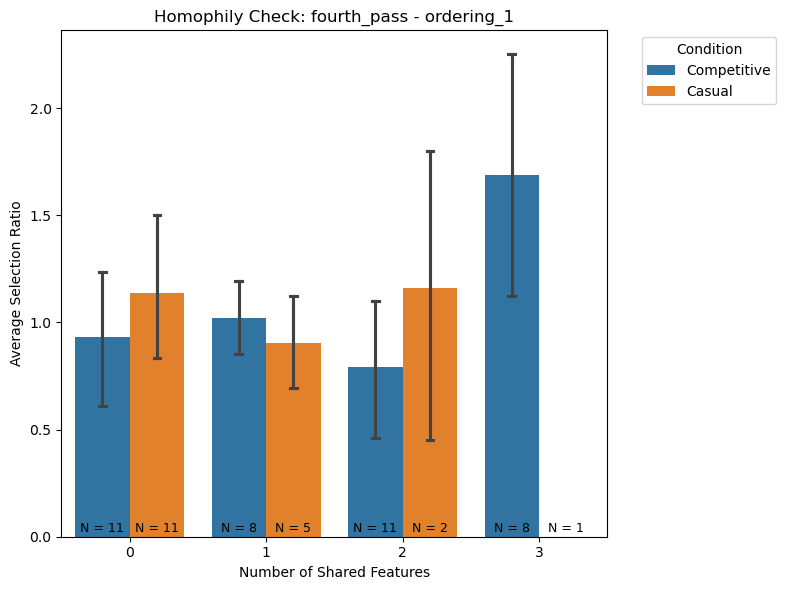 Homophily Check: fourth_pass - ordering_1
Condition
Competitive
Casual
Average Selection Ratio
2.0
1.5
1.0
0.5
0.0
N = 11 N = 11 N = 8 N = 5 N = 11 N = 2 N = 8 N = 1
0 1 2 3
Number of Shared Features